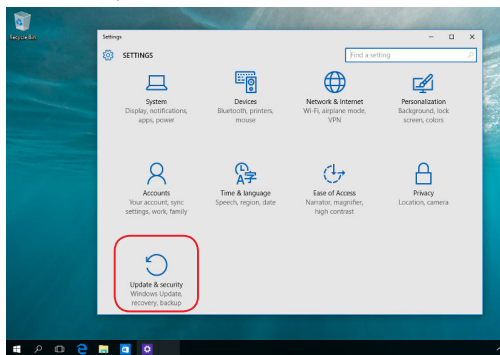 Recycle Bin
Settings
SETTINGS
Find a setting
System
Display, notifications,
apps, power
Devices
Bluetooth, printers,
mouse
Network & Internet
Wi-Fi, airplane mode,
VPN
Personalization
Background, lock
screen, colors
Accounts
Your account, sync
settings, work, family
Time & language
Speech, region, date
Ease of Access
Narrator, magnifier,
high contrast
Privacy
Location, camera
Update & security
Windows Update,
recovery, backup